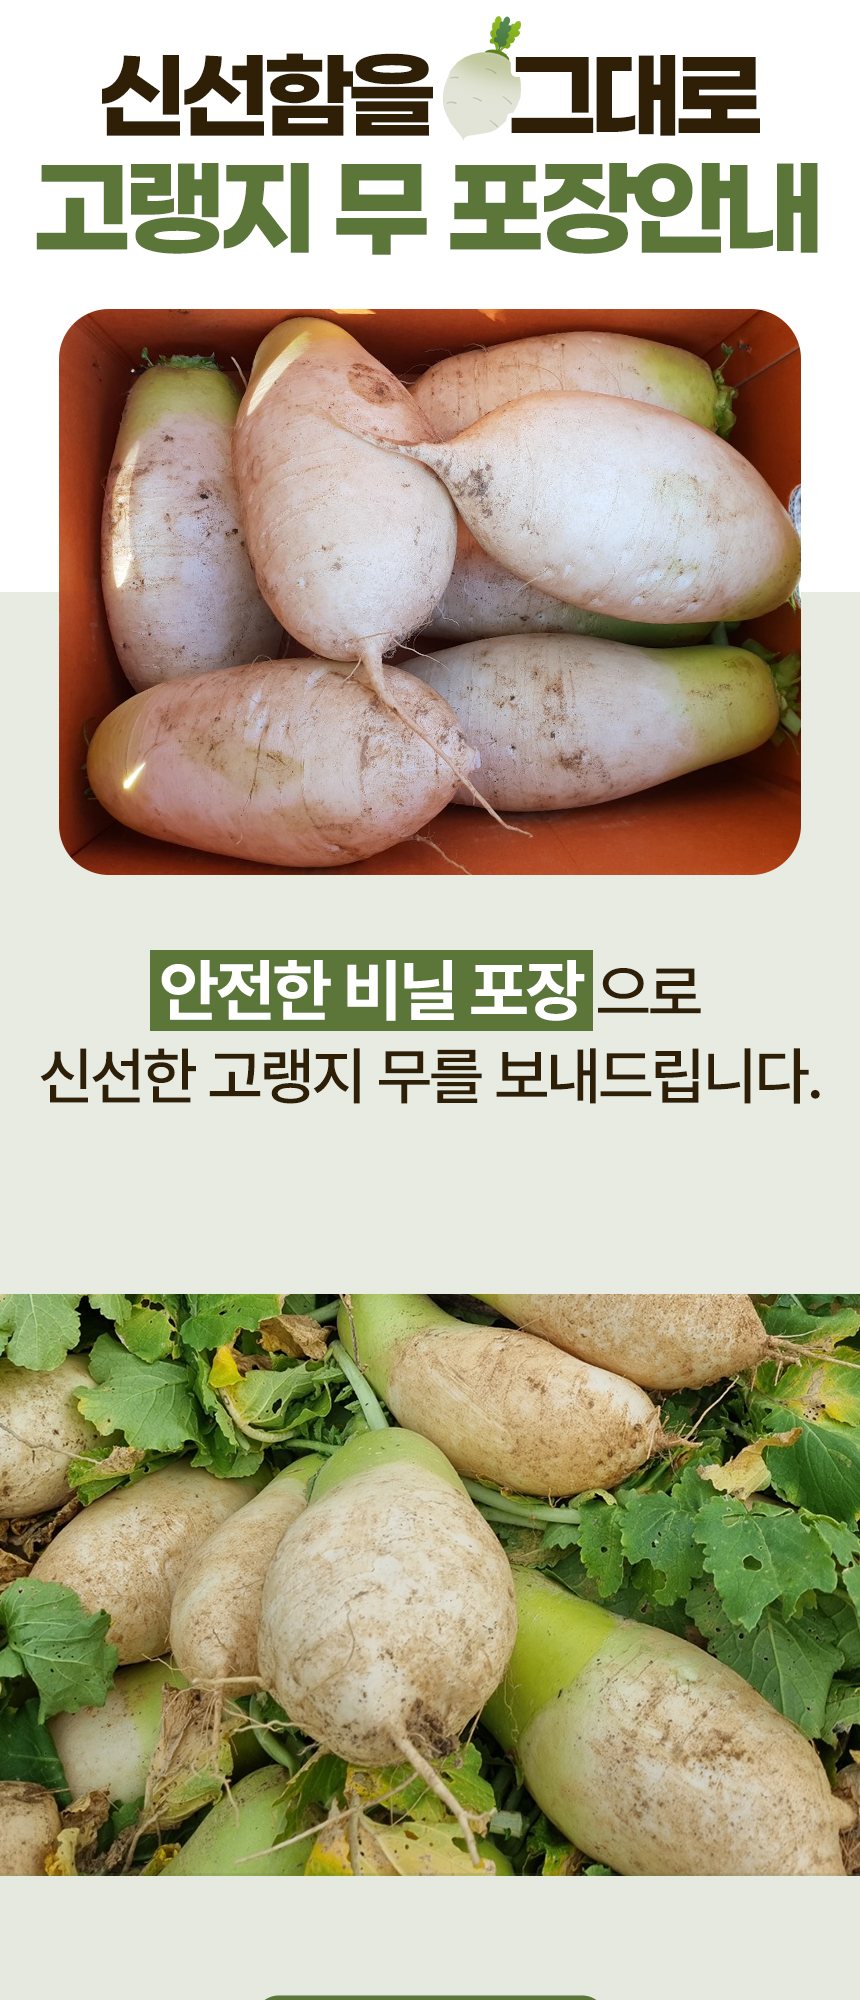 신선함을 그대로
고랭지 무 포장안내
안전한 비닐 포장으로
신선한 고랭지 무를 보내드립니다.